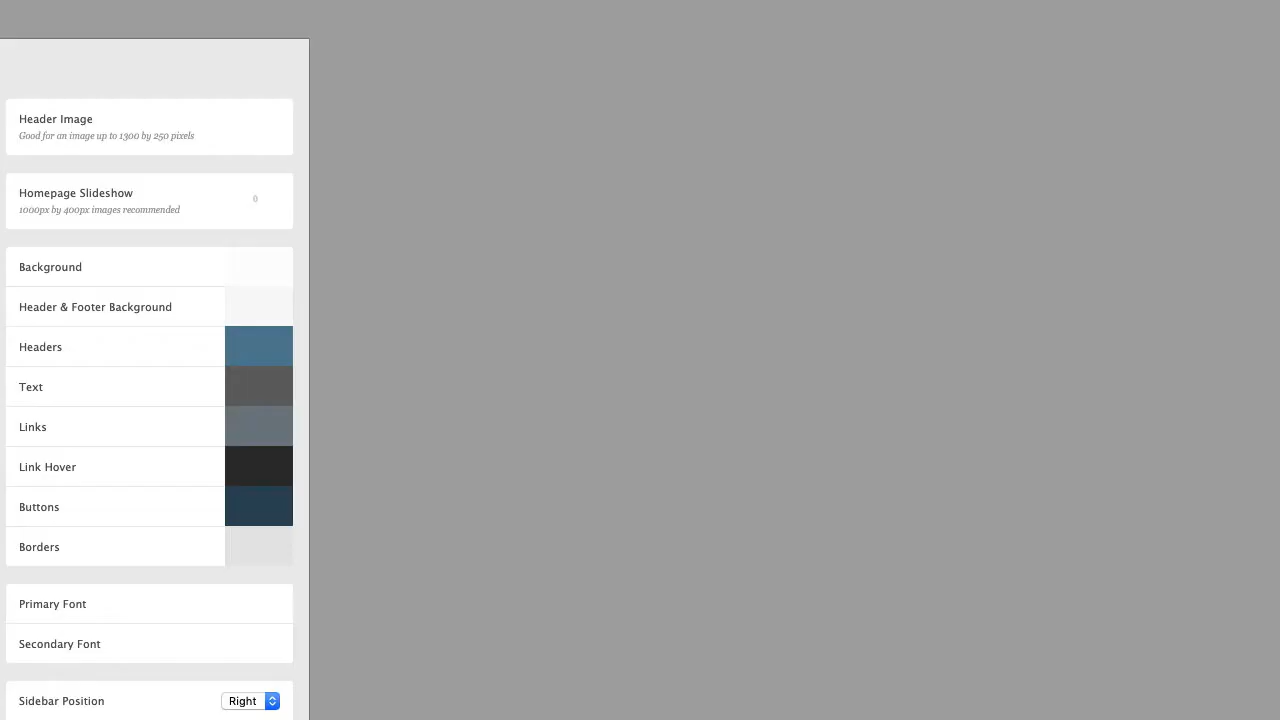 Header Image
Good for an image up to 1300 by 250 pixels
Homepage Slideshow
0
1000px by 400px images recommended
Background
Header & Footer Background
Headers
Text
Links
Link Hover
Buttons
Borders
Primary Font
Secondary Font
Sidebar Position
Right